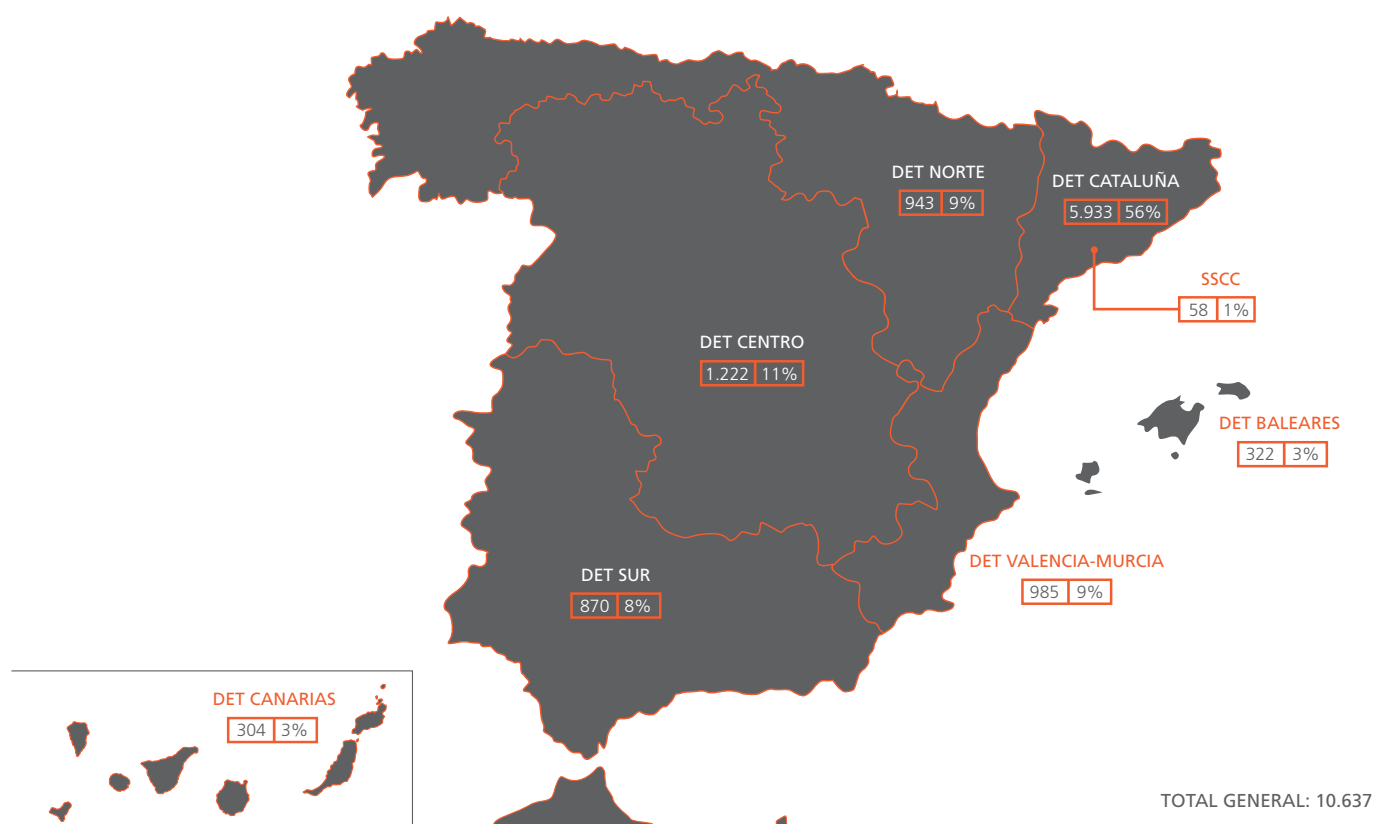 DET NORTE
943 9%
DET CATALUÑA
5.933 56%
SSCC
58 1%
DET CENTRO
1.222 11%
DET BALEARES
322 3%
DET VALENCIA-MURCIA
985 9%
DET SUR
870 8%
DET CANARIAS
304 3%
TOTAL GENERAL: 10.637